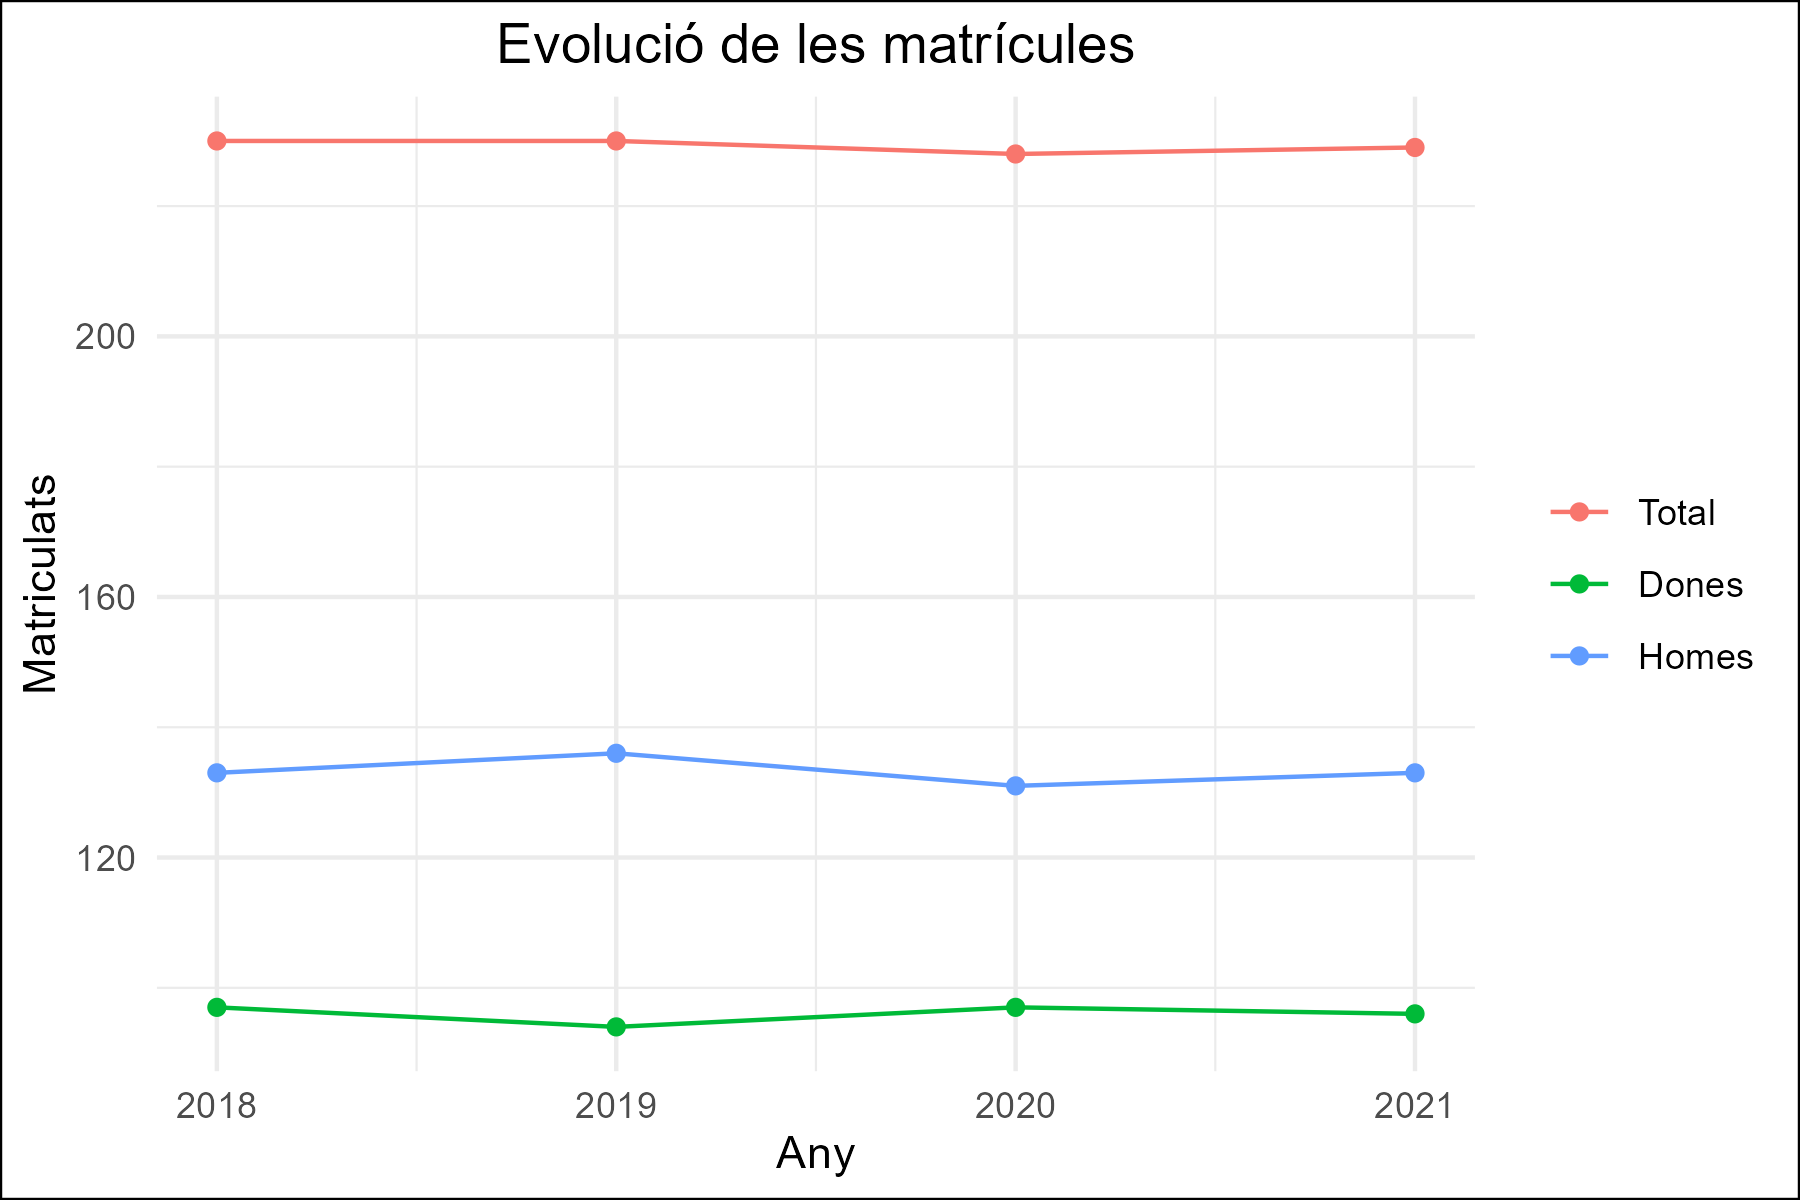 Evolució de les matrícules
200
160
120
Matriculats
2018 2019 2020 2021
Any
Total
Dones
Homes